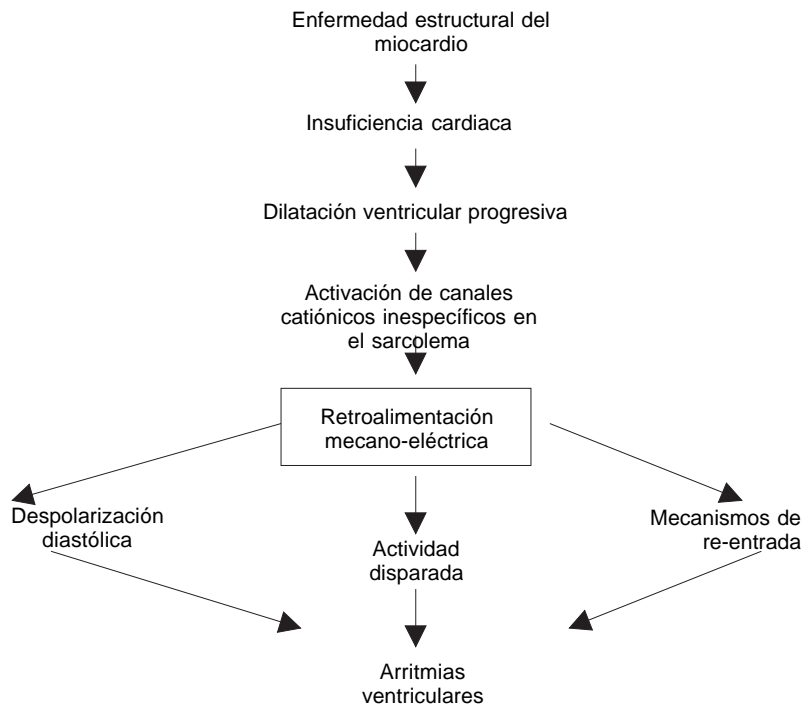 Enfermedad estructural del
miocardio
Insuficiencia cardiaca
Dilatación ventricular progresiva
Activación de canales
catiónicos inespecíficos en
el sarcolema
Retroalimentación
mecano-eléctrica
Despolarización
diastólica
Actividad
disparada
Mecanismos de
re-entrada
Arritmias
ventriculares